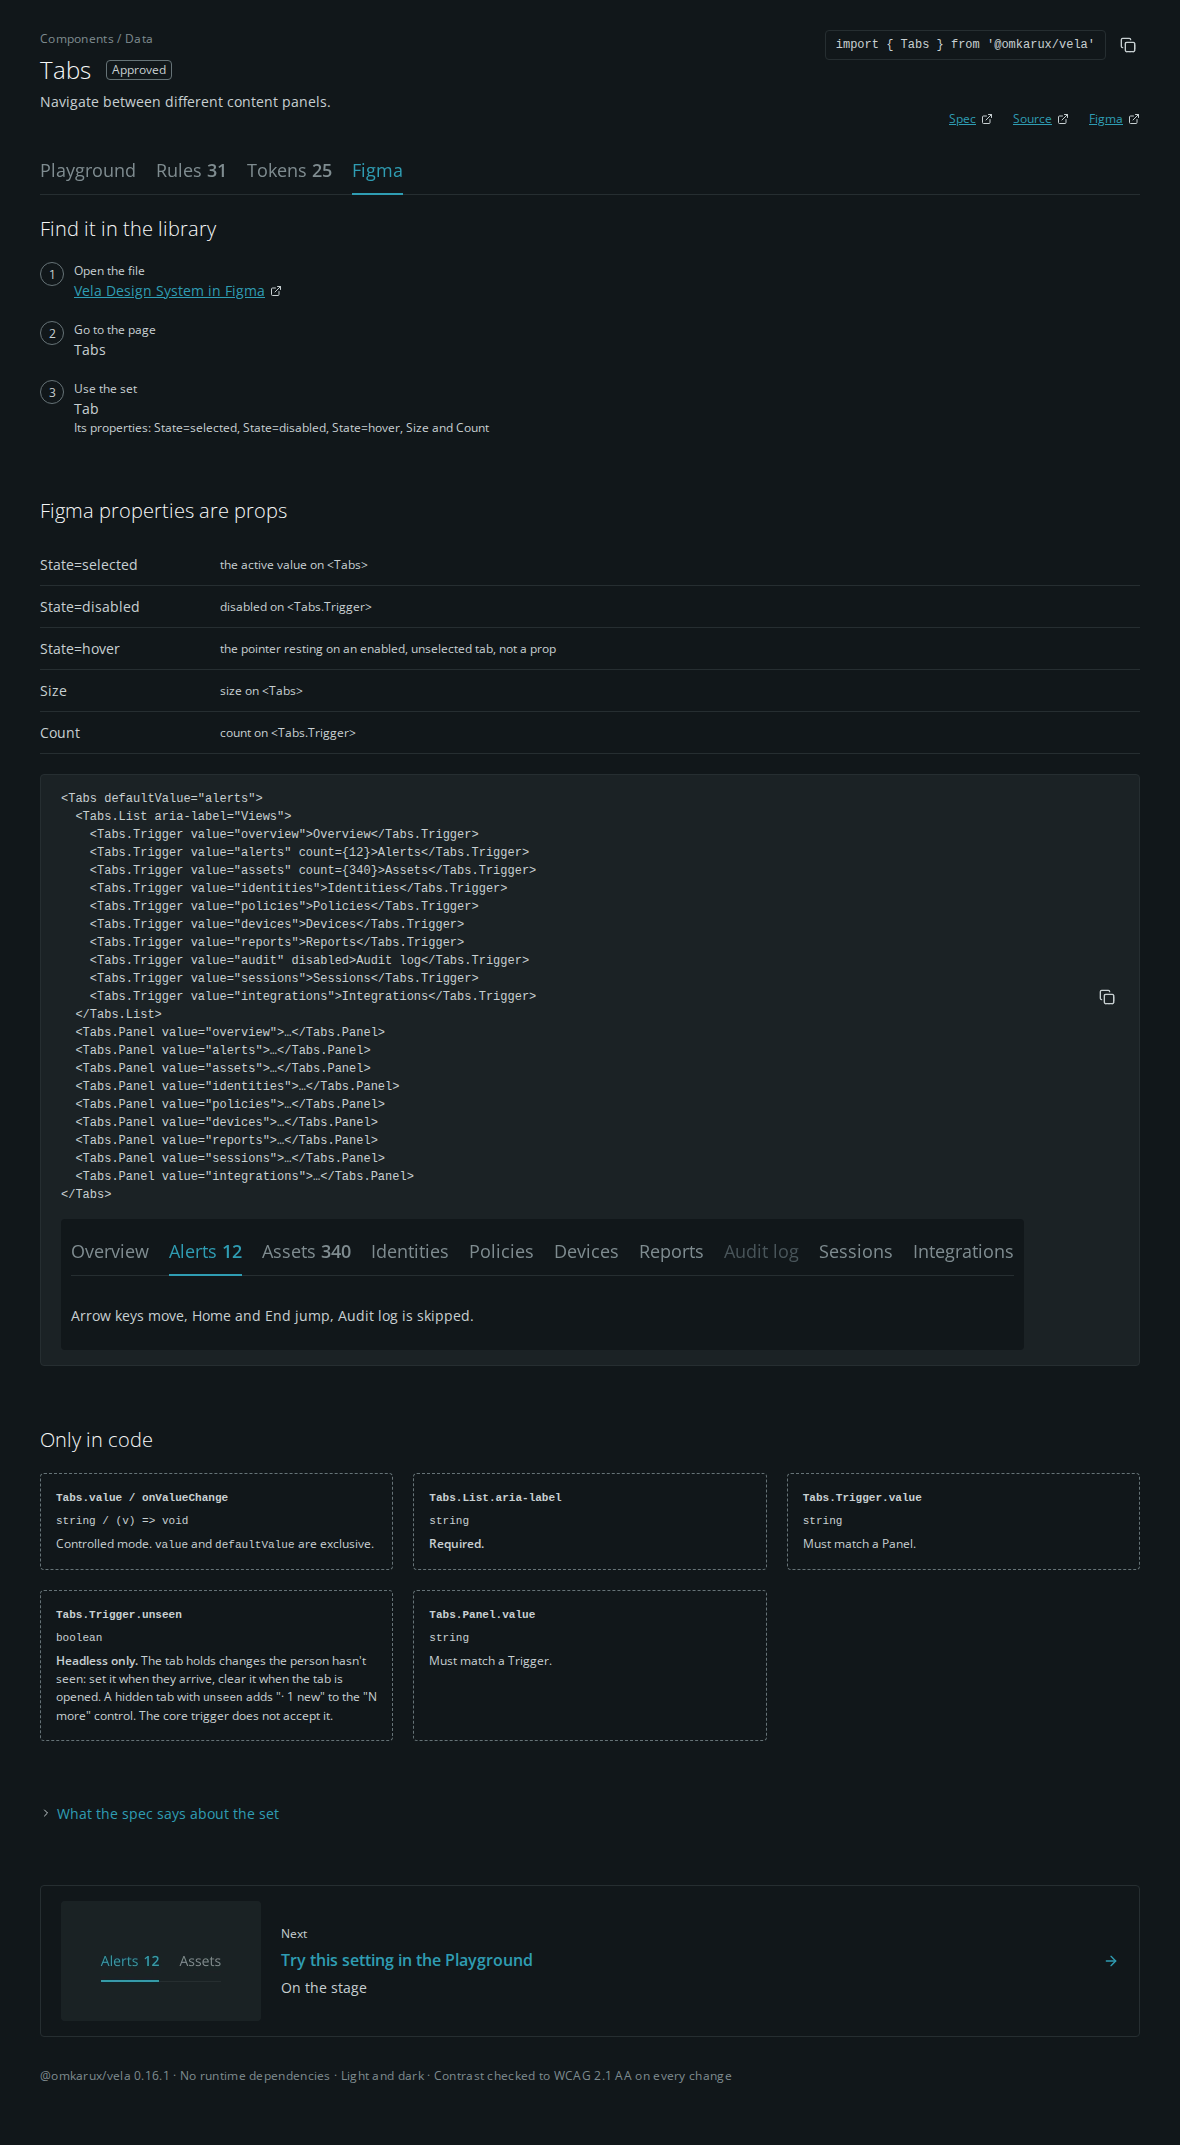 Components / Data
import { Tabs } from '@omkarux/vela'
Tabs
Approved
Navigate between different content panels.
Spec
Source
Figma
Playground
Rules 31
Tokens 25
Figma
Find it in the library
1
Open the file
Vela Design System in Figma
2
Go to the page
Tabs
3
Use the set
Tab
Its properties: State=selected, State=disabled, State=hover, Size and Count
Figma properties are props
State=selected
the active value on <Tabs>
State=disabled
disabled on <Tabs.Trigger>
State=hover
the pointer resting on an enabled, unselected tab, not a prop
Size
size on <Tabs>
Count
count on <Tabs.Trigger>
<Tabs defaultValue="alerts">
  <Tabs.List aria-label="Views">
    <Tabs.Trigger value="overview">Overview</Tabs.Trigger>
    <Tabs.Trigger value="alerts" count={12}>Alerts</Tabs.Trigger>
    <Tabs.Trigger value="assets" count={340}>Assets</Tabs.Trigger>
    <Tabs.Trigger value="identities">Identities</Tabs.Trigger>
    <Tabs.Trigger value="policies">Policies</Tabs.Trigger>
    <Tabs.Trigger value="devices">Devices</Tabs.Trigger>
    <Tabs.Trigger value="reports">Reports</Tabs.Trigger>
    <Tabs.Trigger value="audit" disabled>Audit log</Tabs.Trigger>
    <Tabs.Trigger value="sessions">Sessions</Tabs.Trigger>
    <Tabs.Trigger value="integrations">Integrations</Tabs.Trigger>
  </Tabs.List>
  <Tabs.Panel value="overview">…</Tabs.Panel>
  <Tabs.Panel value="alerts">…</Tabs.Panel>
  <Tabs.Panel value="assets">…</Tabs.Panel>
  <Tabs.Panel value="identities">…</Tabs.Panel>
  <Tabs.Panel value="policies">…</Tabs.Panel>
  <Tabs.Panel value="devices">…</Tabs.Panel>
  <Tabs.Panel value="reports">…</Tabs.Panel>
  <Tabs.Panel value="sessions">…</Tabs.Panel>
  <Tabs.Panel value="integrations">…</Tabs.Panel>
</Tabs>
Overview
Alerts 12
Assets 340
Identities
Policies
Devices
Reports
Audit log
Sessions
Integrations
Arrow keys move, Home and End jump, Audit log is skipped.
Only in code
Tabs.value / onValueChange
string / (v) => void
Controlled mode. value and defaultValue are exclusive.
Tabs.List.aria-label
string
Required.
Tabs.Trigger.value
string
Must match a Panel.
Tabs.Trigger.unseen
boolean
Headless only. The tab holds changes the person hasn't
seen: set it when they arrive, clear it when the tab is
opened. A hidden tab with unseen adds "· 1 new" to the "N
more" control. The core trigger does not accept it.
Tabs.Panel.value
string
Must match a Trigger.
What the spec says about the set
Alerts 12
Assets
Next
Try this setting in the Playground
On the stage
@omkarux/vela 0.16.1 · No runtime dependencies · Light and dark · Contrast checked to WCAG 2.1 AA on every change